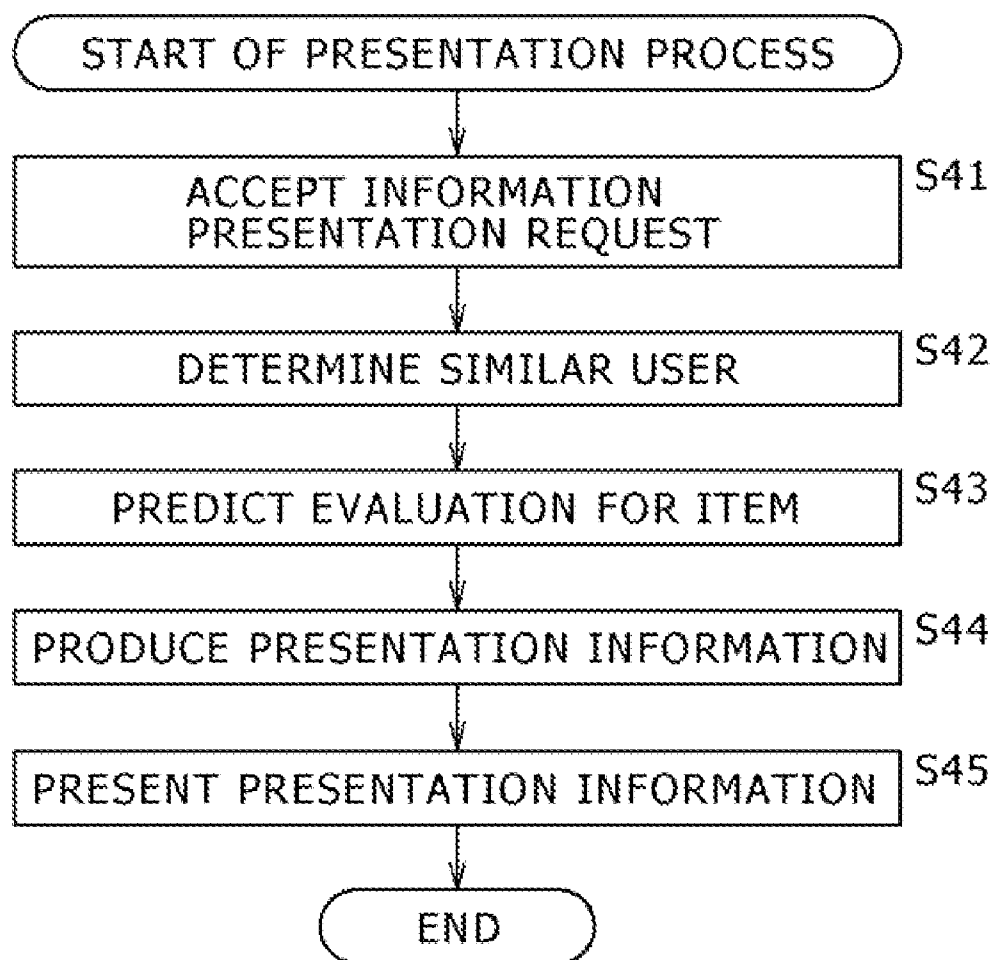 START OF PRESENTATION PROCESS
ACCEPT INFORMATION
PRESENTATION REQUEST
S41
DETERMINE SIMILAR USER
S42
PREDICT EVALUATION FOR ITEM
S43
PRODUCE PRESENTATION INFORMATION
S44
PRESENT PRESENTATION INFORMATION
S45
END